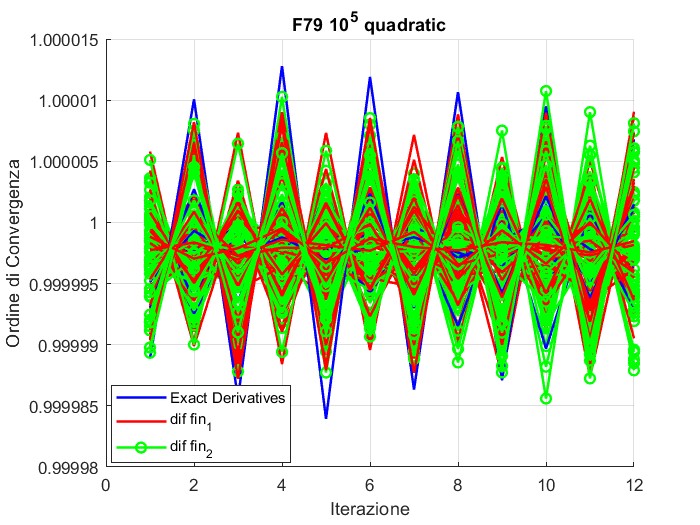 F79 10^5 quadratic
1.000015
1.00001
1.000005
1
0.999995
0.99999
0.999985
0.99998
Ordine di Convergenza
Exact Derivatives
dif fin_1
dif fin_2
0 2 4 6 8 10 12
Iterazione